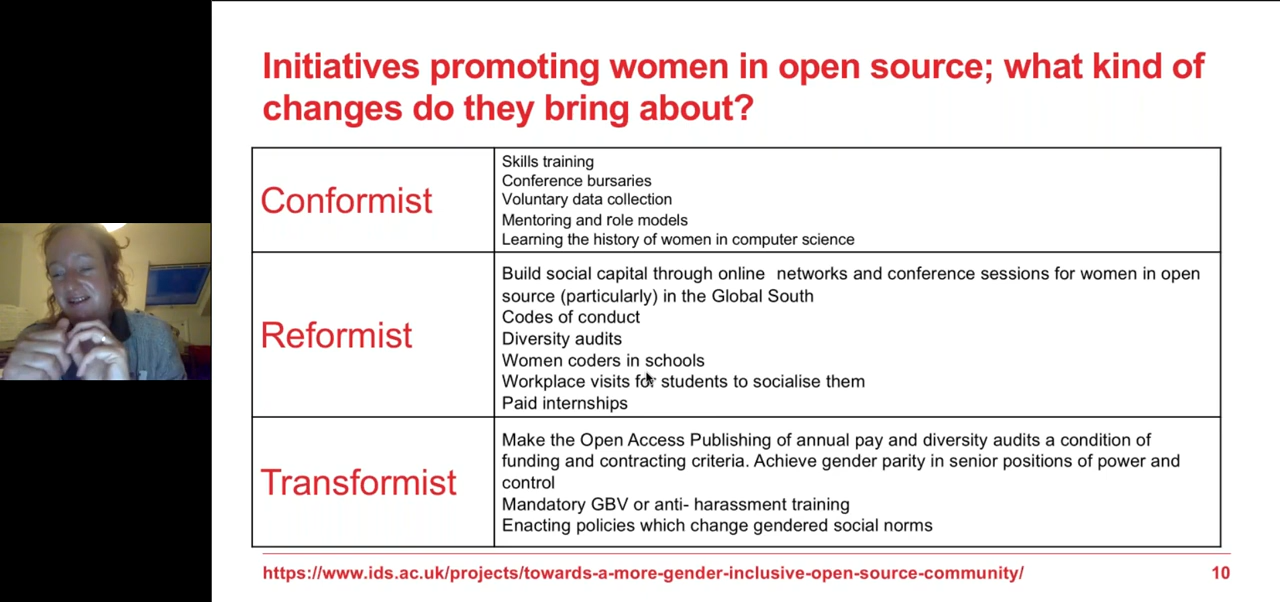 Initiatives promoting women in open source; what kind of
changes do they bring about?
Conformist
Skills training
Conference bursaries
Voluntary data collection
Mentoring and role models
Learning the history of women in computer science
Reformist
Build social capital through online networks and conference sessions for women in open
source (particularly) in the Global South
Codes of conduct
Diversity audits
Women coders in schools
Workplace visits for students to socialise them
Paid internships
Transformist
Make the Open Access Publishing of annual pay and diversity audits a condition of
funding and contracting criteria. Achieve gender parity in senior positions of power and
control
Mandatory GBV or anti- harassment training
Enacting policies which change gendered social norms
https://www.ids.ac.uk/projects/towards-a-more-gender-inclusive-open-source-community/
10